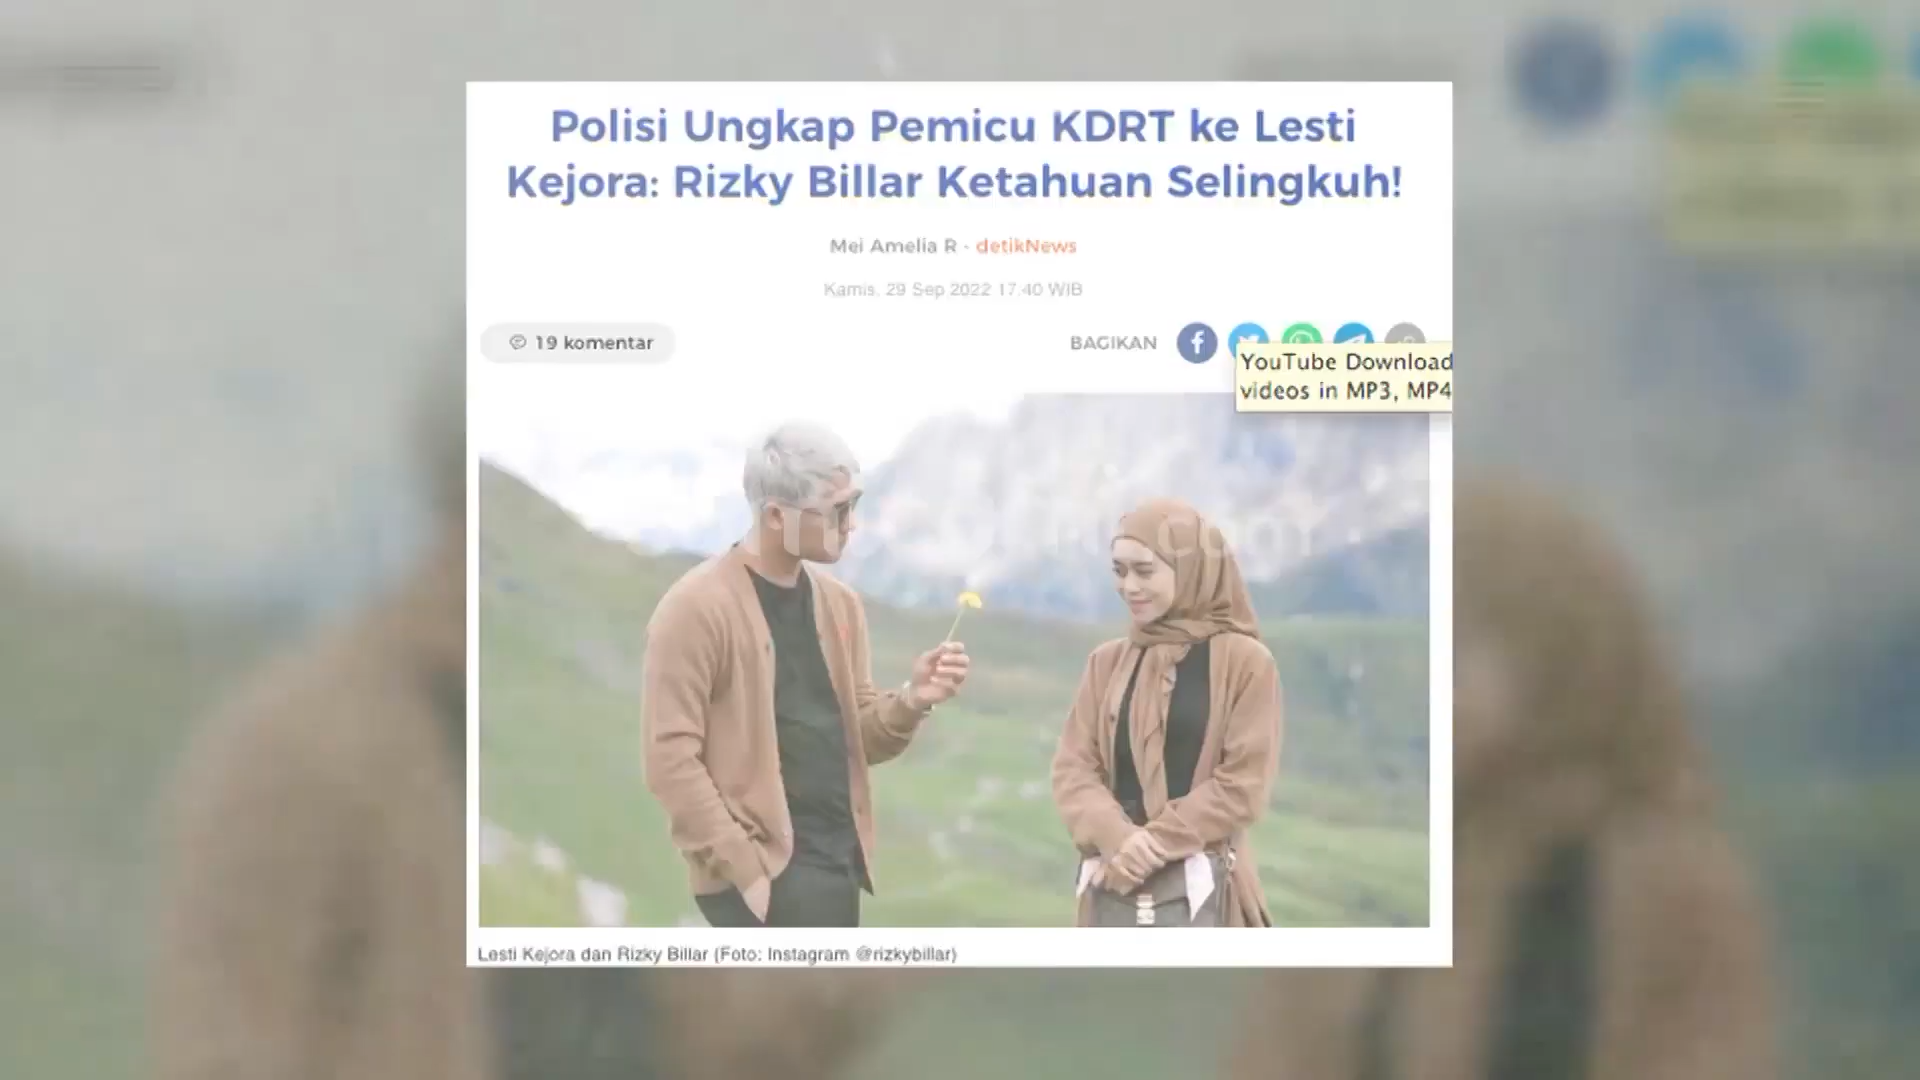 Polisi Ungkap Pemicu KDRT ke Lesti
Kejora: Rizky Billar Ketahuan Selingkuh!
Mei Amelia R - detikNews
Kamis, 29 Sep 2022 17.40 WIB
19 komentar
BAGIKAN
YouTube Download
videos in MP3, MP4
Lesti Kejora dan Rizky Billar (Foto: Instagram @rizkybillar)